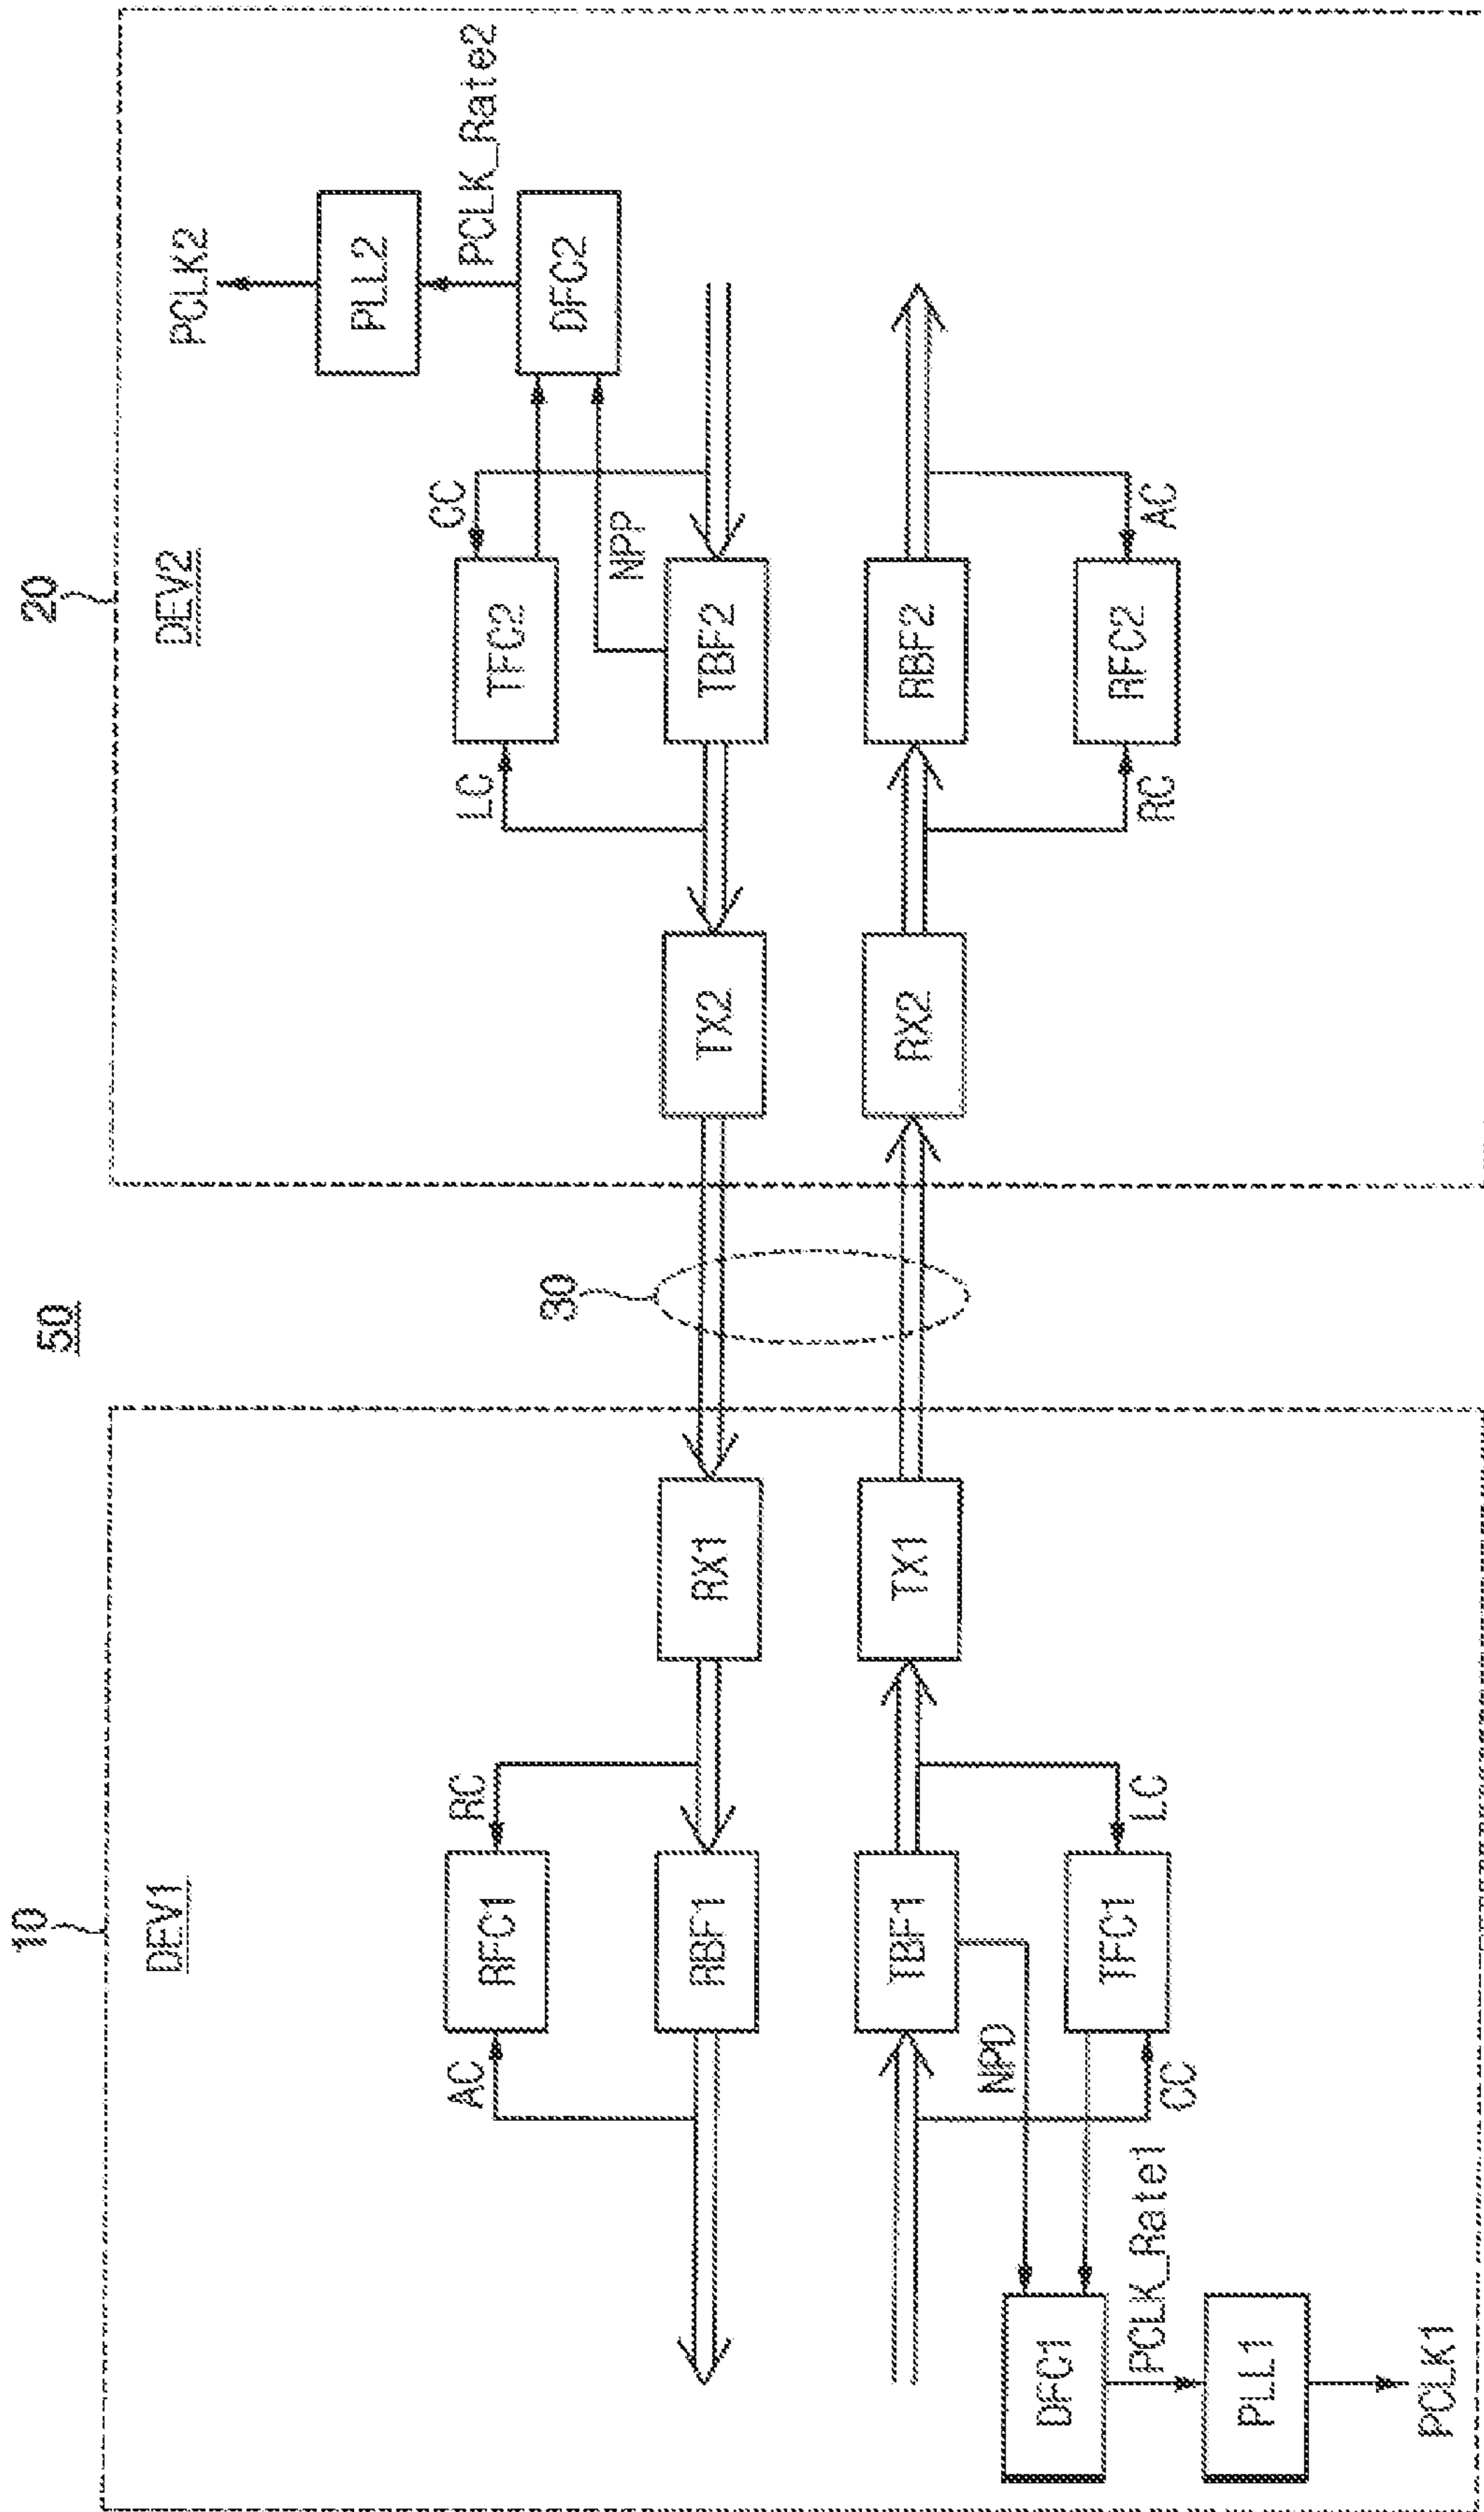 50
10
20
DEV1
DEV2
30
PCLK2
PLL2
PCLK_Rate2
DFC2
AC
RFC1
RC
LC
TFC2
CC
NPP
RBF1
RX1
TX2
TBF2
TBF1
TX1
RX2
RBF2
NPD
DFC1
TFC1
LC
RC
RFC2
AC
CC
PCLK_Rate1
PLL1
PCLK1